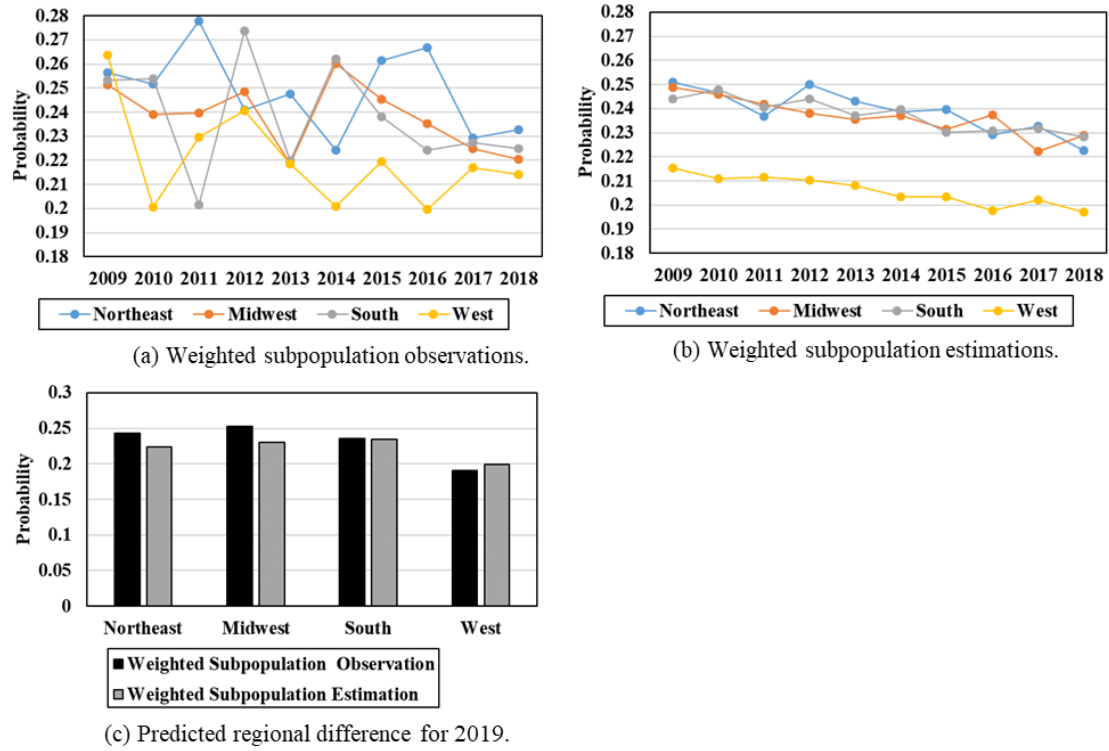 0.28
0.27
0.26
0.25
0.24
0.23
0.22
0.21
0.2
0.19
0.18
Probability
2009 2010 2011 2012 2013 2014 2015 2016 2017 2018
Northeast Midwest South West
(a) Weighted subpopulation observations.
0.28
0.27
0.26
0.25
0.24
0.23
0.22
0.21
0.2
0.19
0.18
Probability
2009 2010 2011 2012 2013 2014 2015 2016 2017 2018
Northeast Midwest South West
(b) Weighted subpopulation estimations.
0.3
0.25
0.2
0.15
0.1
0.05
0
Probability
Northeast Midwest South West
Weighted Subpopulation Observation
Weighted Subpopulation Estimation
(c) Predicted regional difference for 2019.